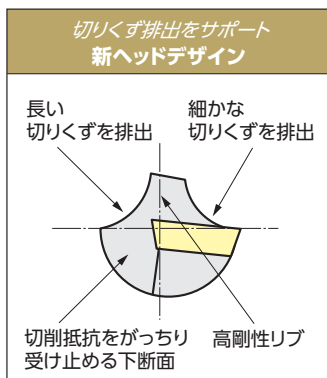 切りくず排出をサポート
新ヘッドデザイン
長い
切りくずを排出
細かな
切りくずを排出
切削抵抗をがっちり
受け止める下断面
高剛性リブ